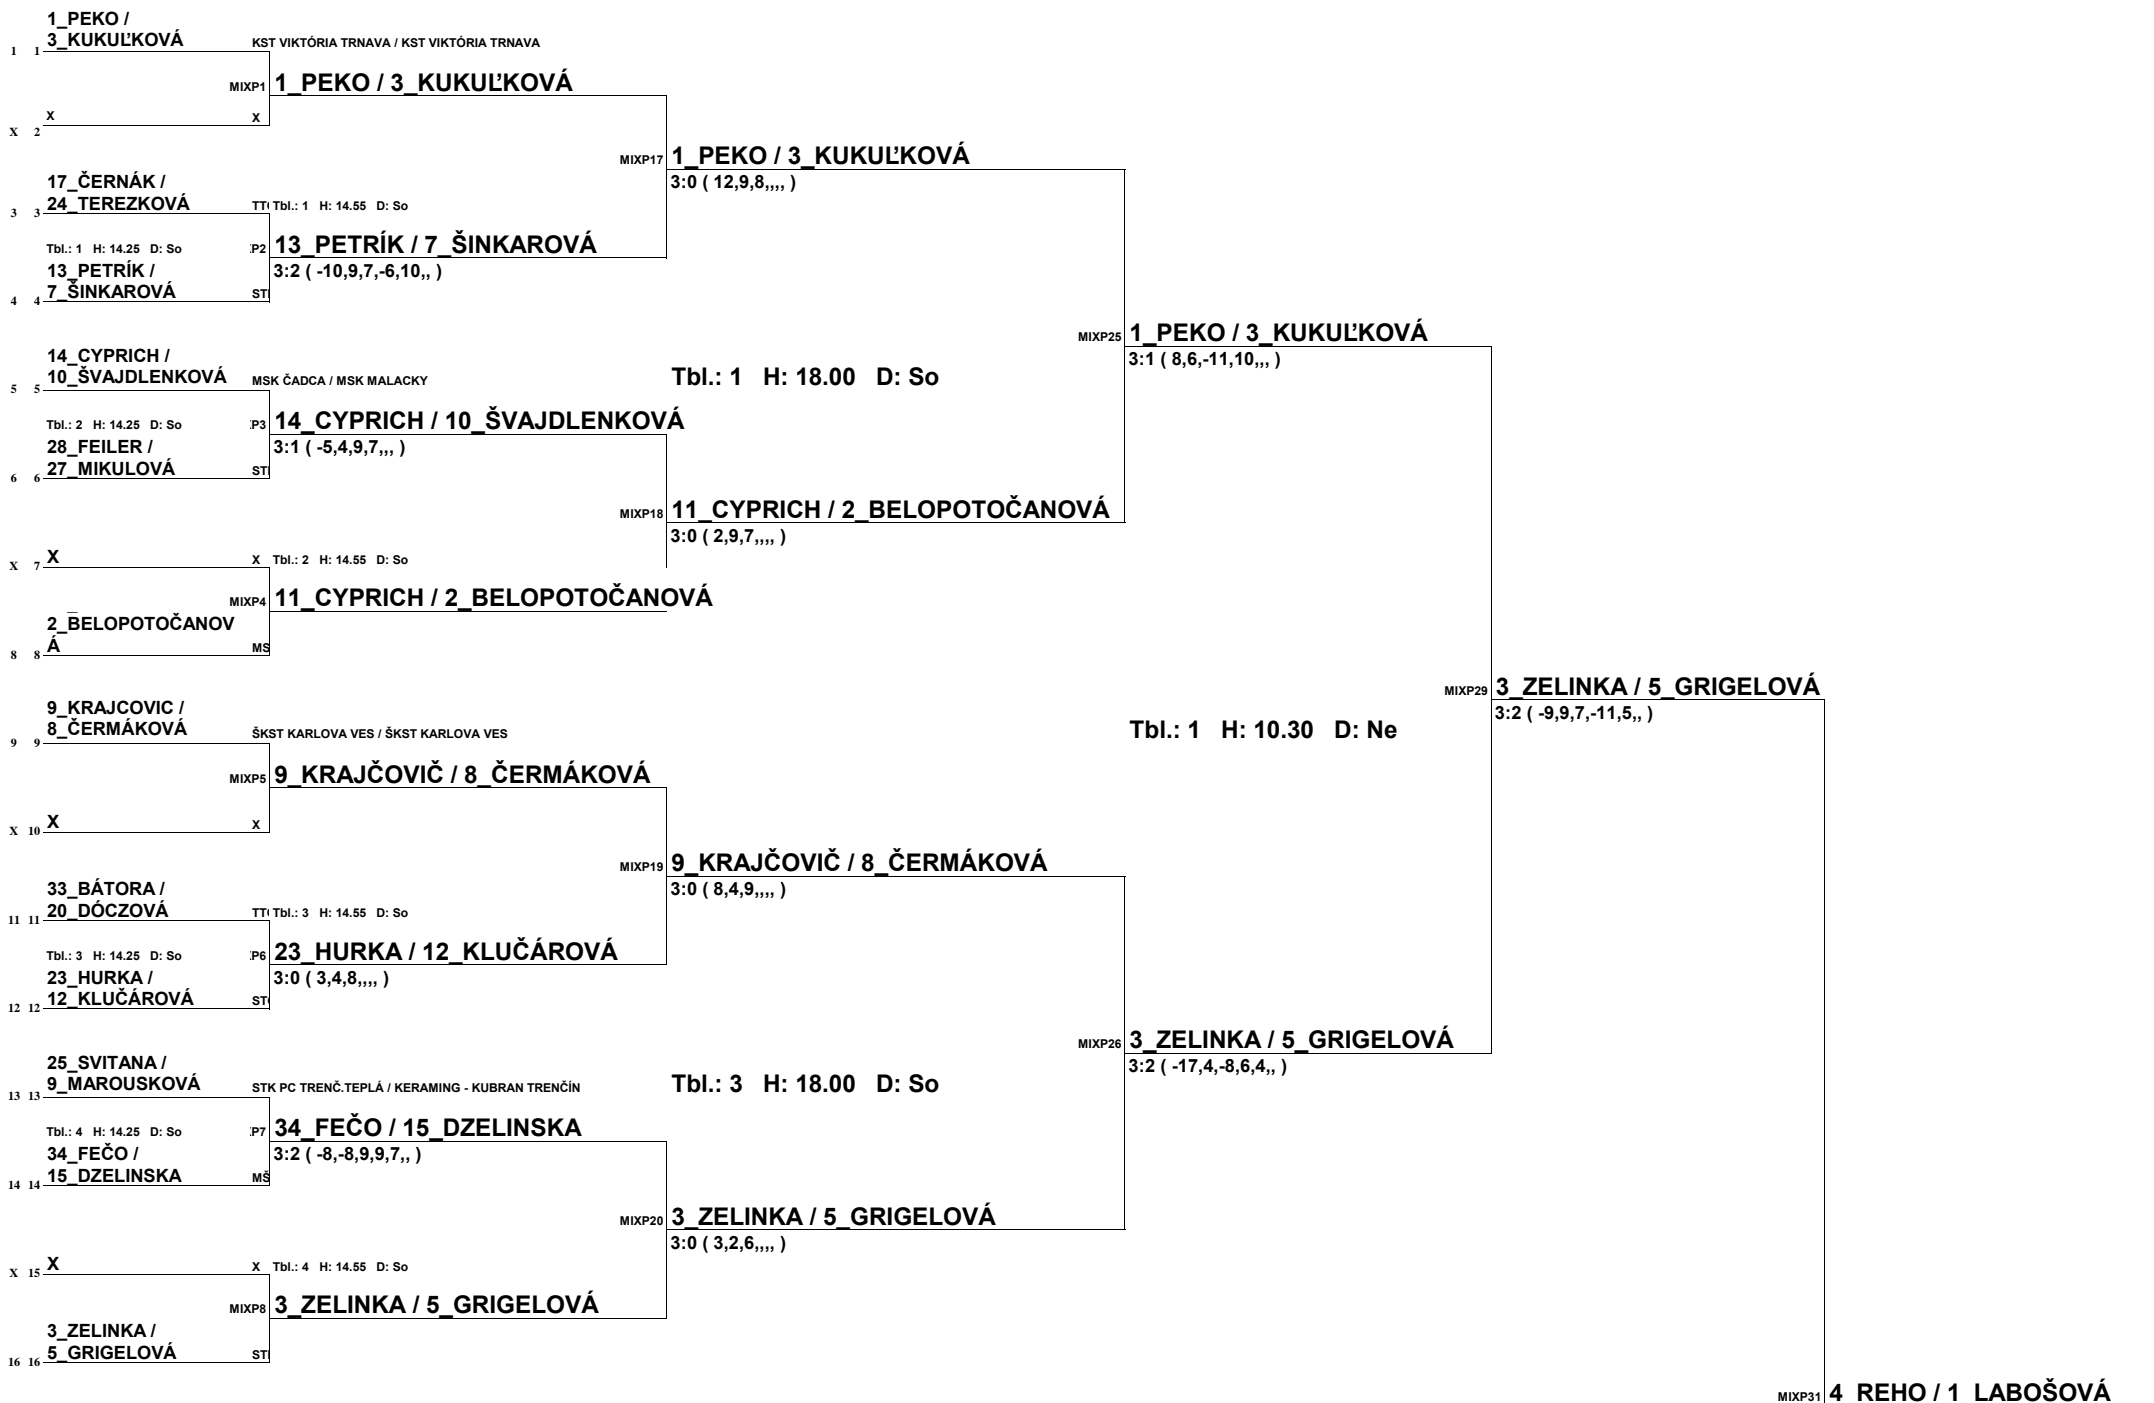 1_PEKO /
3_KUKUĽKOVÁ
KST VIKTÓRIA TRNAVA / KST VIKTÓRIA TRNAVA
1 1
MIXP1 1_PEKO / 3_KUKUĽKOVÁ
X X
X 2
MIXP17 1_PEKO / 3_KUKUĽKOVÁ
3:0 ( 12,9,8,,,, )
17_ČERNÁK /
24_TEREZKOVÁ
Tbl.: 1 H: 14.55 D: So
3 3
Tbl.: 1 H: 14.25 D: So
13_PETRÍK / 7_ŠINKAROVÁ
3:2 ( -10,9,7,-6,10,, )
13_PETRÍK /
7_ŠINKAROVÁ
4 4
MIXP25 1_PEKO / 3_KUKUĽKOVÁ
3:1 ( 8,6,-11,10,,, )
14_CYPRICH /
10_ŠVAJDLENKOVÁ
MSK ČADCA / MSK MALACKY
Tbl.: 1 H: 18.00 D: So
5 5
Tbl.: 2 H: 14.25 D: So
14_CYPRICH / 10_ŠVAJDLENKOVÁ
3:1 ( -5,4,9,7,,, )
28_FEILER /
27_MIKULOVÁ
6 6
MIXP18 11_CYPRICH / 2_BELOPOTOČANOVÁ
3:0 ( 2,9,7,,,, )
X X Tbl.: 2 H: 14.55 D: So
X 7
MIXP4 11_CYPRICH / 2_BELOPOTOČANOVÁ
2_BELOPOTOČANOV
Á MS
8 8
MIXP29 3_ZELINKA / 5_GRIGELOVÁ
3:2 ( -9,9,7,-11,5,, )
9_KRAJCOVIC /
8_ČERMÁKOVÁ
ŠKST KARLOVA VES / ŠKST KARLOVA VES
Tbl.: 1 H: 10.30 D: Ne
9 9
MIXP5 9_KRAJČOVIČ / 8_ČERMÁKOVÁ
X X
X 10
MIXP19 9_KRAJČOVIČ / 8_ČERMÁKOVÁ
3:0 ( 8,4,9,,,, )
33_BÁTORA /
20_DÓCZOVÁ
Tbl.: 3 H: 14.55 D: So
11 11
Tbl.: 3 H: 14.25 D: So
23_HURKA / 12_KLUČÁROVÁ
3:0 ( 3,4,8,,,, )
23_HURKA /
12_KLUČÁROVÁ
12 12
MIXP26 3_ZELINKA / 5_GRIGELOVÁ
3:2 ( -17,4,-8,6,4,, )
25_SVITANA /
9_MAROUSKOVÁ
STK PC TRENČ.TEPLÁ / KERAMING - KUBRAN TRENČÍN
Tbl.: 3 H: 18.00 D: So
13 13
Tbl.: 4 H: 14.25 D: So
34_FEČO / 15_DZELINSKA
3:2 ( -8,-8,9,9,7,, )
34_FEČO /
15_DZELINSKA
MŠ
14 14
MIXP20 3_ZELINKA / 5_GRIGELOVÁ
3:0 ( 3,2,6,,,, )
X X Tbl.: 4 H: 14.55 D: So
X 15
MIXP8 3_ZELINKA / 5_GRIGELOVÁ
3_ZELINKA /
5_GRIGELOVÁ
16 16
MIXP31 4 REHO / 1 LABOŠOVÁ